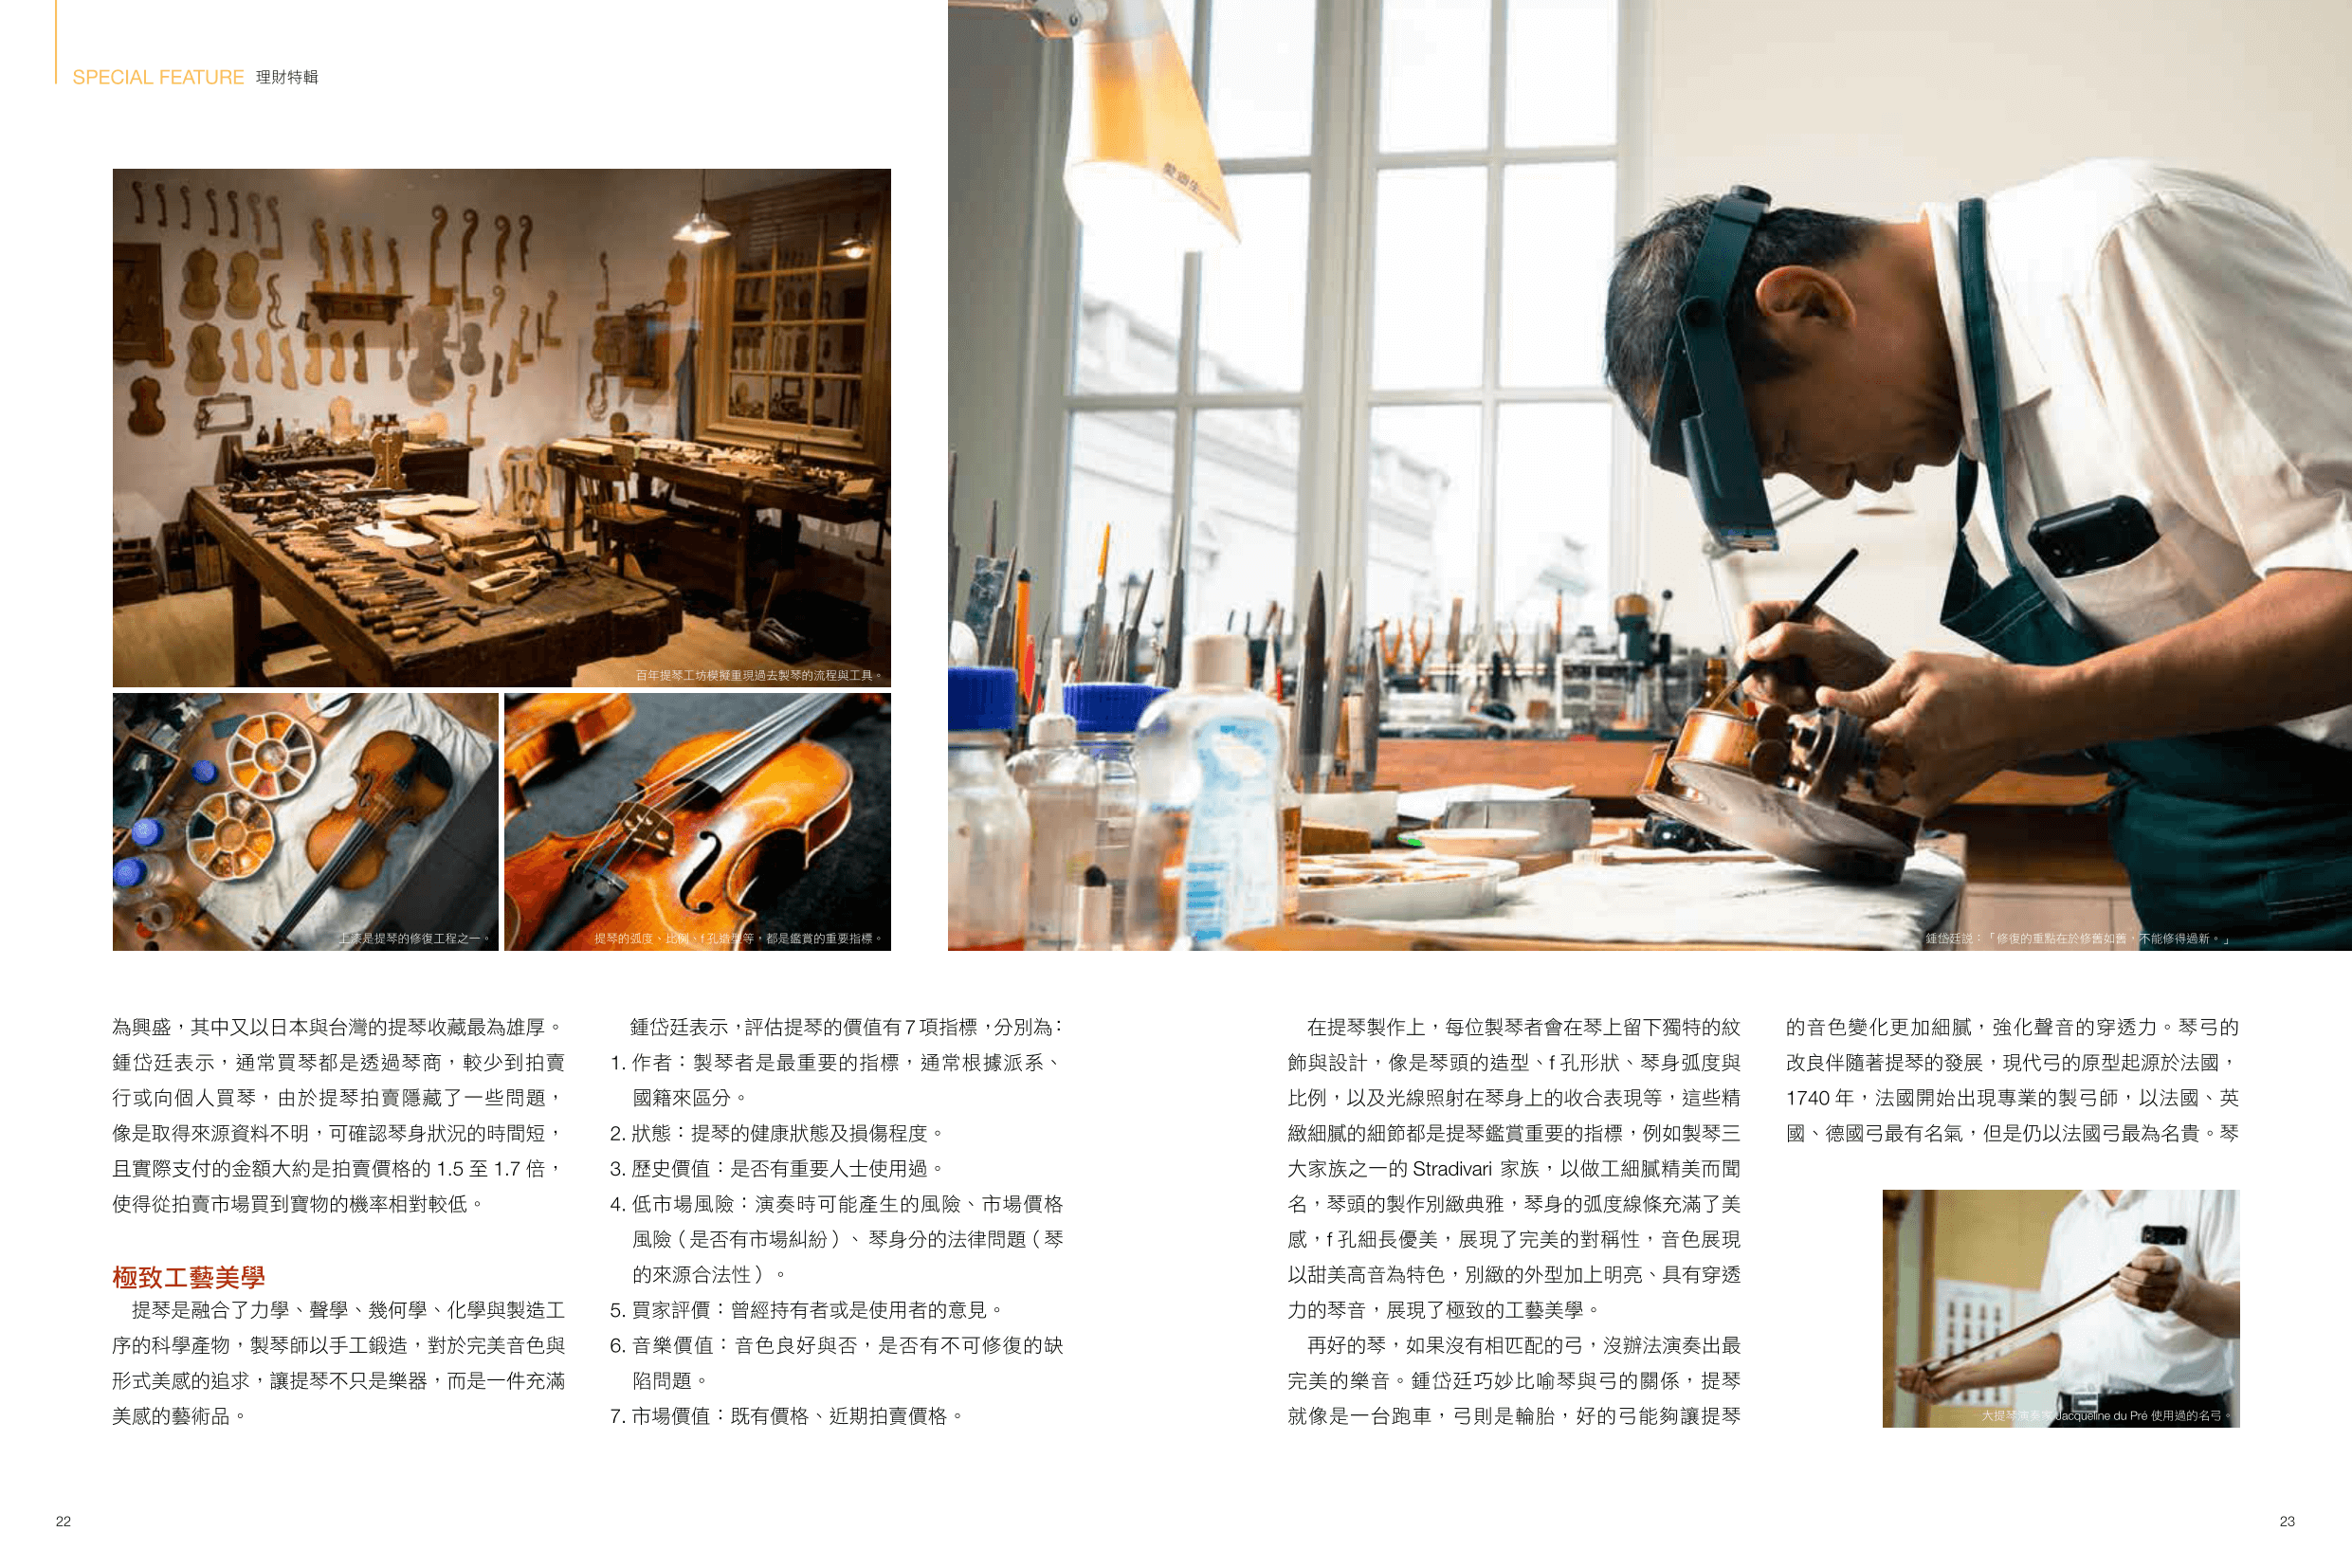 SPECIAL FEATURE 理財特輯
百年提琴工坊模擬重現過去製琴的流程與工具。
上漆是提琴的修復工程之一。
提琴的弧度、比例、f 孔造型等，都是鑑賞的重要指標。
鍾岱廷說：「修復的重點在於修舊如舊，不能修得過新。」
為興盛，其中又以日本與台灣的提琴收藏最為雄厚。
鍾岱廷表示，通常買琴都是透過琴商，較少到拍賣
行或向個人買琴，由於提琴拍賣隱藏了一些問題，
像是取得來源資料不明，可確認琴身狀況的時間短，
且實際支付的金額大約是拍賣價格的 1.5 至 1.7 倍，
使得從拍賣市場買到寶物的機率相對較低。
極致工藝美學
提琴是融合了力學、聲學、幾何學、化學與製造工
序的科學產物，製琴師以手工鍛造，對於完美音色與
形式美感的追求，讓提琴不只是樂器，而是一件充滿
美感的藝術品。
鍾岱廷表示，評估提琴的價值有 7 項指標，分別為：
1. 作者：製琴者是最重要的指標，通常根據派系、
國籍來區分。
2. 狀態：提琴的健康狀態及損傷程度。
3. 歷史價值：是否有重要人士使用過。
4. 低市場風險：演奏時可能產生的風險、市場價格
風險（是否有市場糾紛）、琴身分的法律問題（琴
的來源合法性）。
5. 買家評價：曾經持有者或是使用者的意見。
6. 音樂價值：音色良好與否，是否有不可修復的缺
陷問題。
7. 市場價值：既有價格、近期拍賣價格。
在提琴製作上，每位製琴者會在琴上留下獨特的紋
飾與設計，像是琴頭的造型、f 孔形狀、琴身弧度與
比例，以及光線照射在琴身上的收合表現等，這些精
緻細膩的細節都是提琴鑑賞重要的指標，例如製琴三
大家族之一的 Stradivari 家族，以做工細膩精美而聞
名，琴頭的製作別緻典雅，琴身的弧度線條充滿了美
感，f 孔細長優美，展現了完美的對稱性，音色展現
以甜美高音為特色，別緻的外型加上明亮、具有穿透
力的琴音，展現了極致的工藝美學。
再好的琴，如果沒有相匹配的弓，沒辦法演奏出最
完美的樂音。鍾岱廷巧妙比喻琴與弓的關係，提琴
就像是一台跑車，弓則是輪胎，好的弓能夠讓提琴
的音色變化更加細膩，強化聲音的穿透力。琴弓的
改良伴隨著提琴的發展，現代弓的原型起源於法國，
1740 年，法國開始出現專業的製弓師，以法國、英
國、德國弓最有名氣，但是仍以法國弓最為名貴。琴
大提琴演奏家 Jacqueline du Pré 使用過的名弓。
22
23